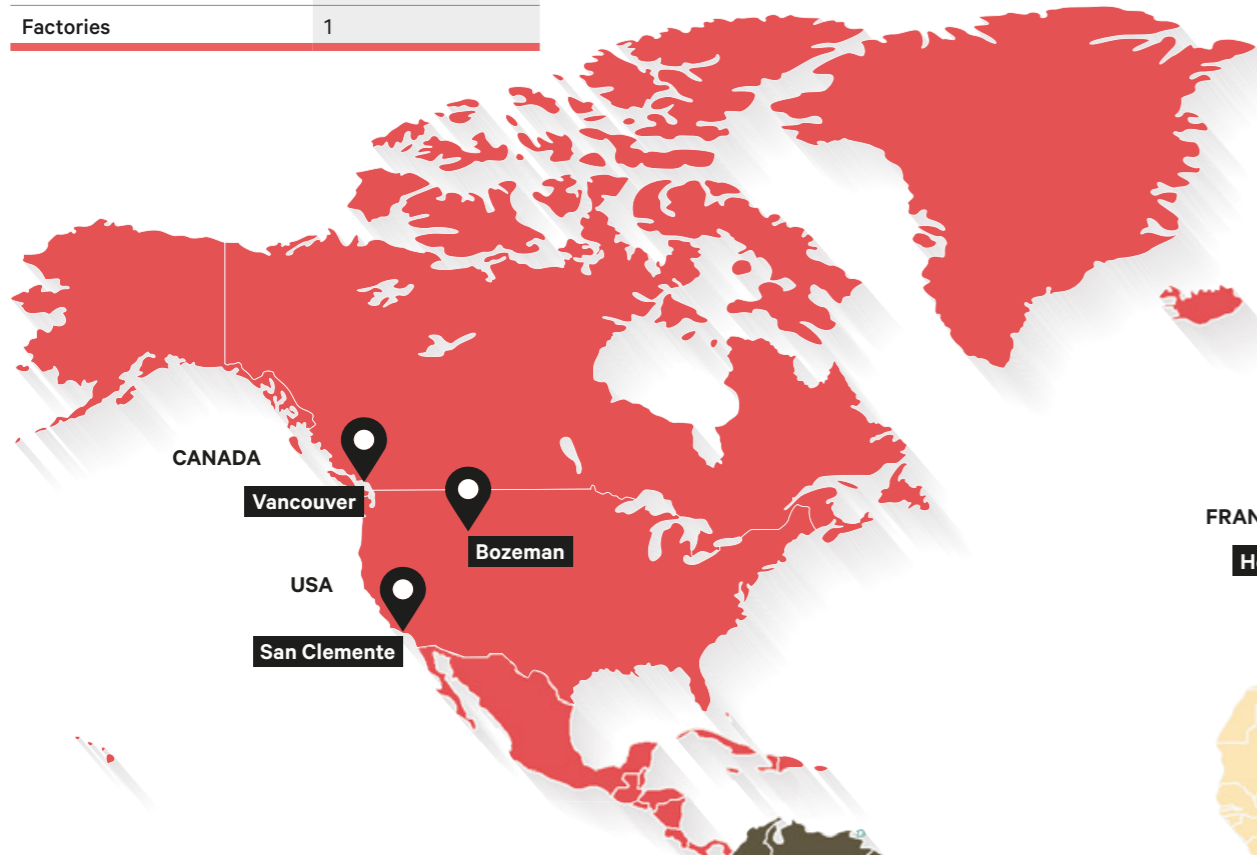 Factories 1
CANADA
Vancouver
Bozeman
USA
San Clemente